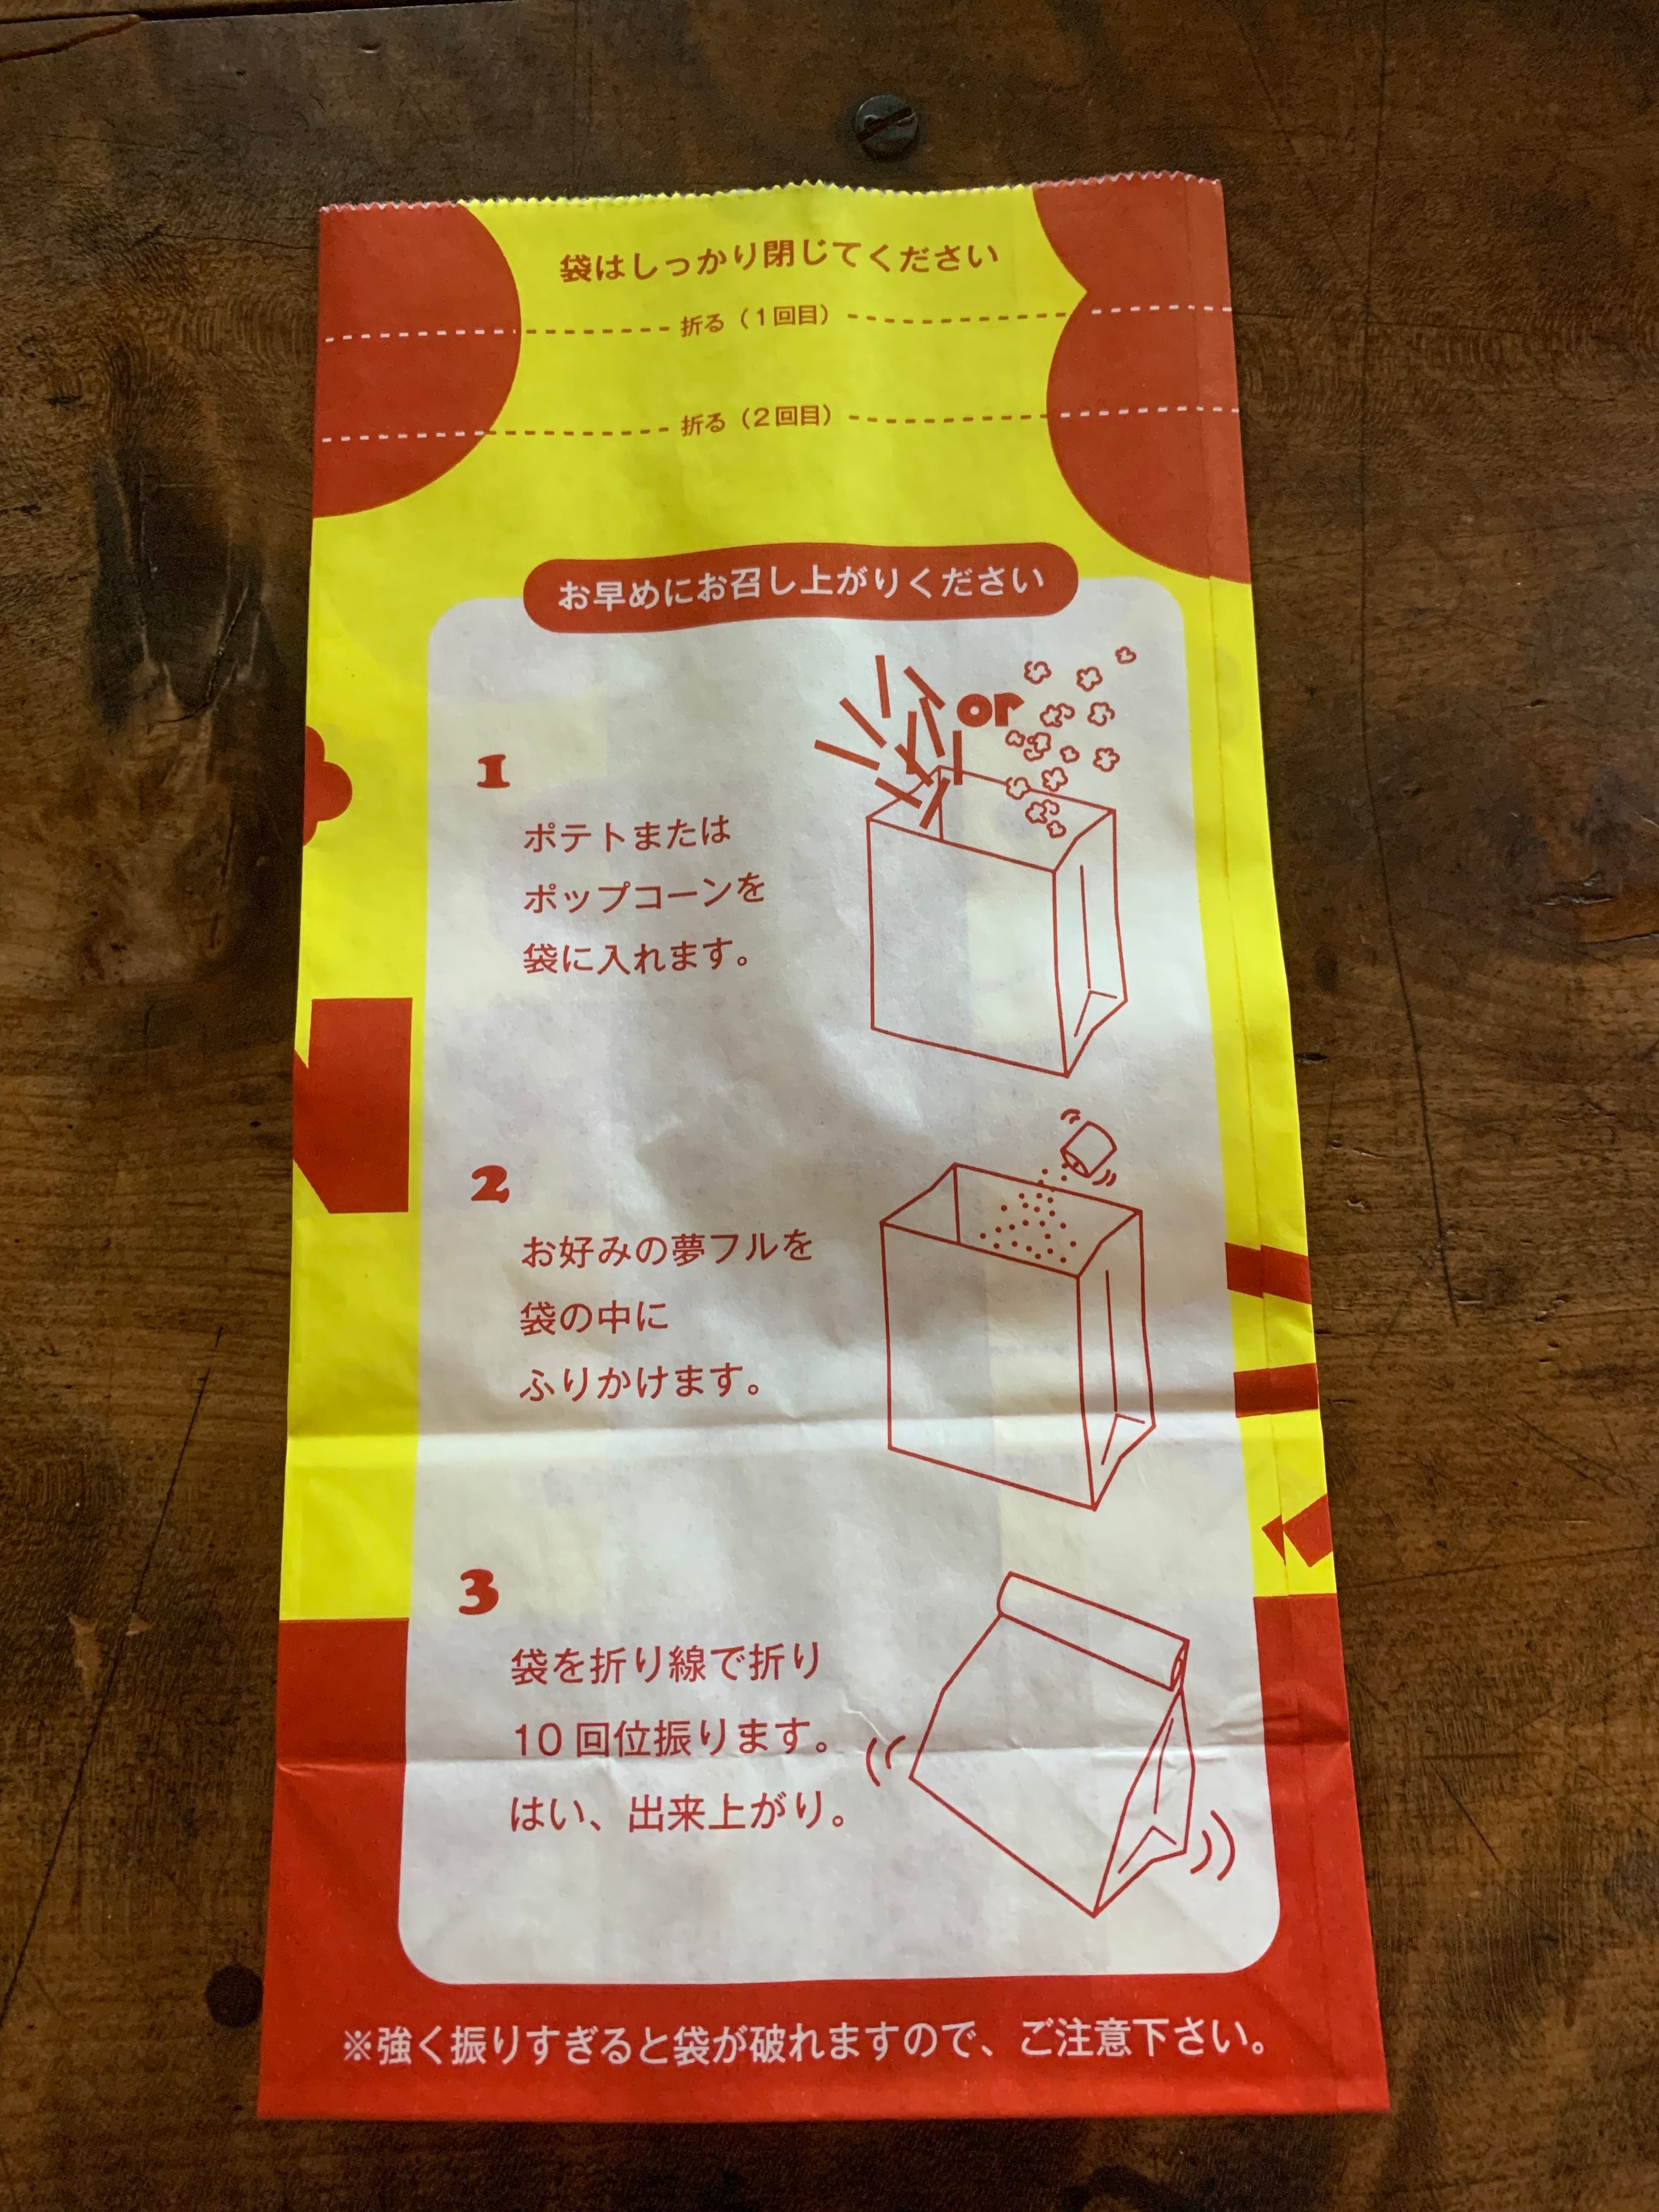 袋はしっかり閉じてください
折る（1回目）
折る（2回目）
お早めにお召し上がりください
or
1
ポテトまたは
ポップコーンを
袋に入れます。
2
お好みの夢フルを
袋の中に
ふりかけます。
3
袋を折り線で折り
10回位振ります。
はい、出来上がり。
※強く振りすぎると袋が破れますので、ご注意下さい。